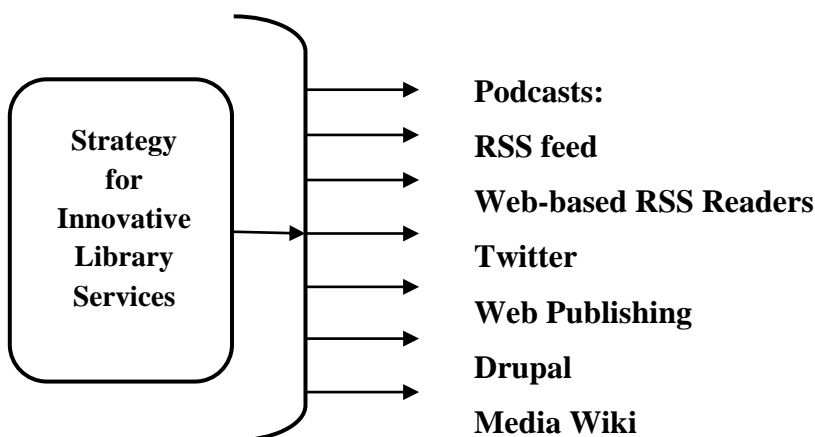 Strategy
for
Innovative
Library
Services
Podcasts:
RSS feed
Web-based RSS Readers
Twitter
Web Publishing
Drupal
Media Wiki